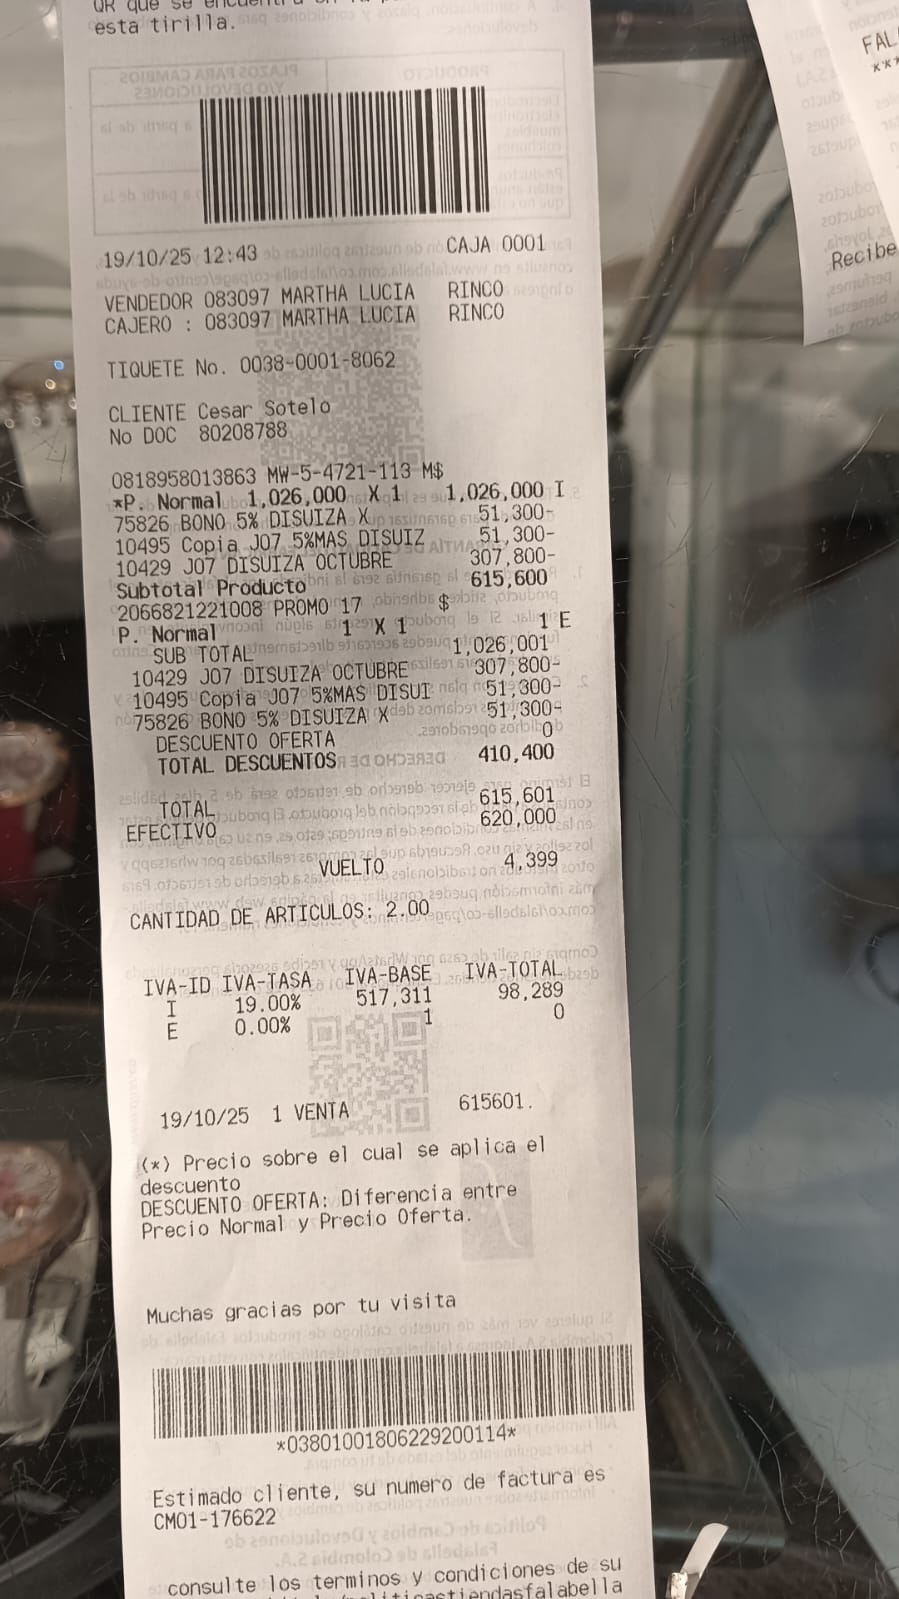 QR que se
esta tirilla.
19/10/25 12:43 CAJA 0001
VENDEDOR 083097 MARTHA LUCIA RINCO
CAJERO : 083097 MARTHA LUCIA RINCO
TIQUETE No. 0038-0001-8062
CLIENTE Cesar Sotelo
No DOC 80208788
0818958013863 MW-5-4721-113 M$
*P. Normal 1,026,000 X 1 1,026,000 I
75826 BONO 5% DISUIZA X 51,300-
10495 Copia J07 5%MAS DISUIZ 51,300-
10429 J07 DISUIZA OCTUBRE 307,800-
Subtotal Producto 615,600
2066821221008 PROMO 17 $
P. Normal 1 X 1 1 E
SUB TOTAL 1,026,001
10429 J07 DISUIZA OCTUBRE 307,800-
10495 Copia J07 5%MAS DISUI 51,300-
75826 BONO 5% DISUIZA X 51,300-
DESCUENTO OFERTA 0
TOTAL DESCUENTOS 410,400
TOTAL 615,601
EFECTIVO 620,000
VUELTO 4,399
CANTIDAD DE ARTICULOS: 2.00
IVA-ID IVA-TASA IVA-BASE IVA-TOTAL
I 19.00% 517,311 98,289
E 0.00% 1 0
19/10/25 1 VENTA 615601.
(*) Precio sobre el cual se aplica el
descuento
DESCUENTO OFERTA: Diferencia entre
Precio Normal y Precio Oferta.
Muchas gracias por tu visita
*03801001806229200114*
Estimado cliente, su numero de factura es
CM01-176622
consulte los terminos y condiciones de su
FAL
***
Recibe